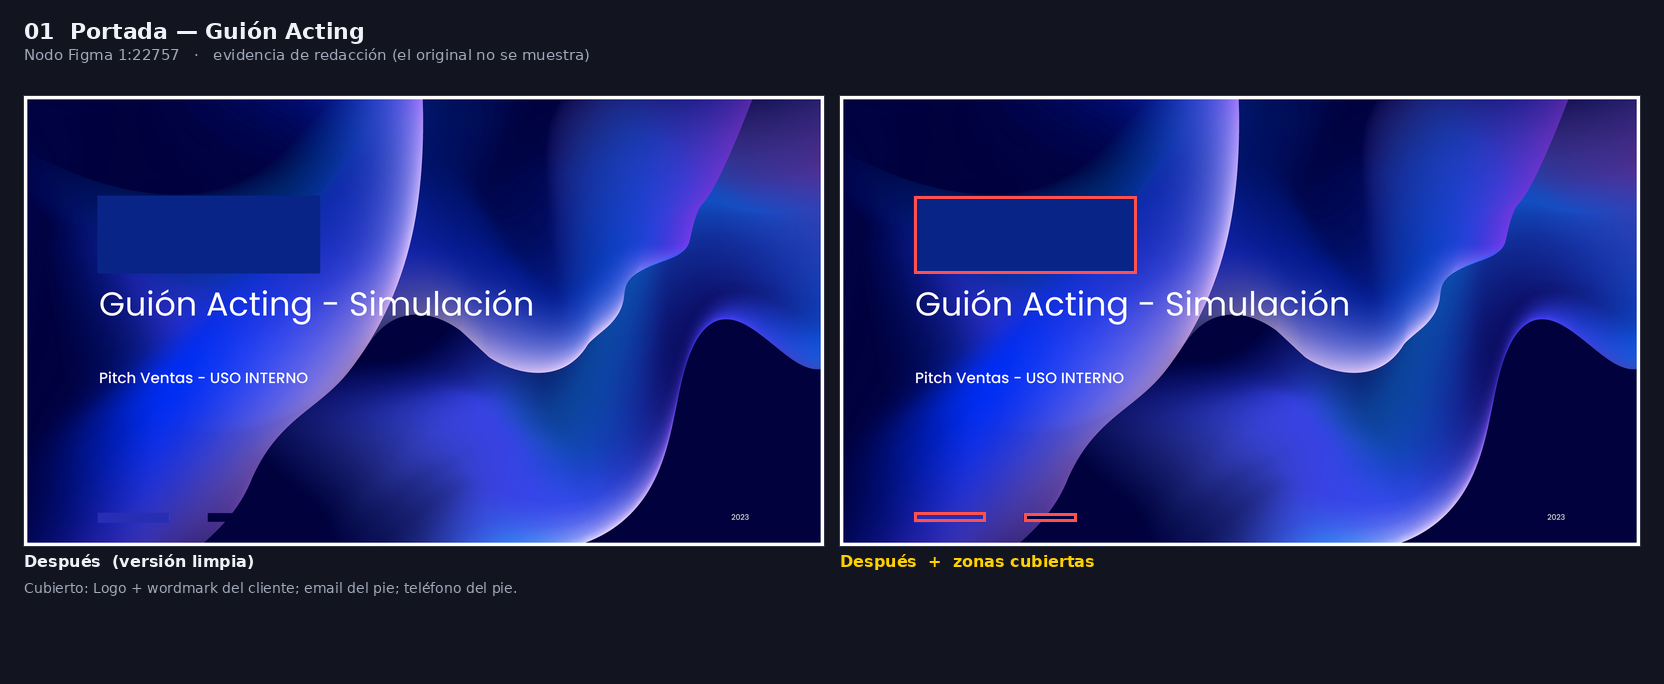 01 Portada — Guión Acting
Nodo Figma 1:22757 · evidencia de redacción (el original no se muestra)
Guión Acting - Simulación
Pitch Ventas - USO INTERNO
2023
Guión Acting - Simulación
Pitch Ventas - USO INTERNO
2023
Después (versión limpia)
Después + zonas cubiertas
Cubierto: Logo + wordmark del cliente; email del pie; teléfono del pie.